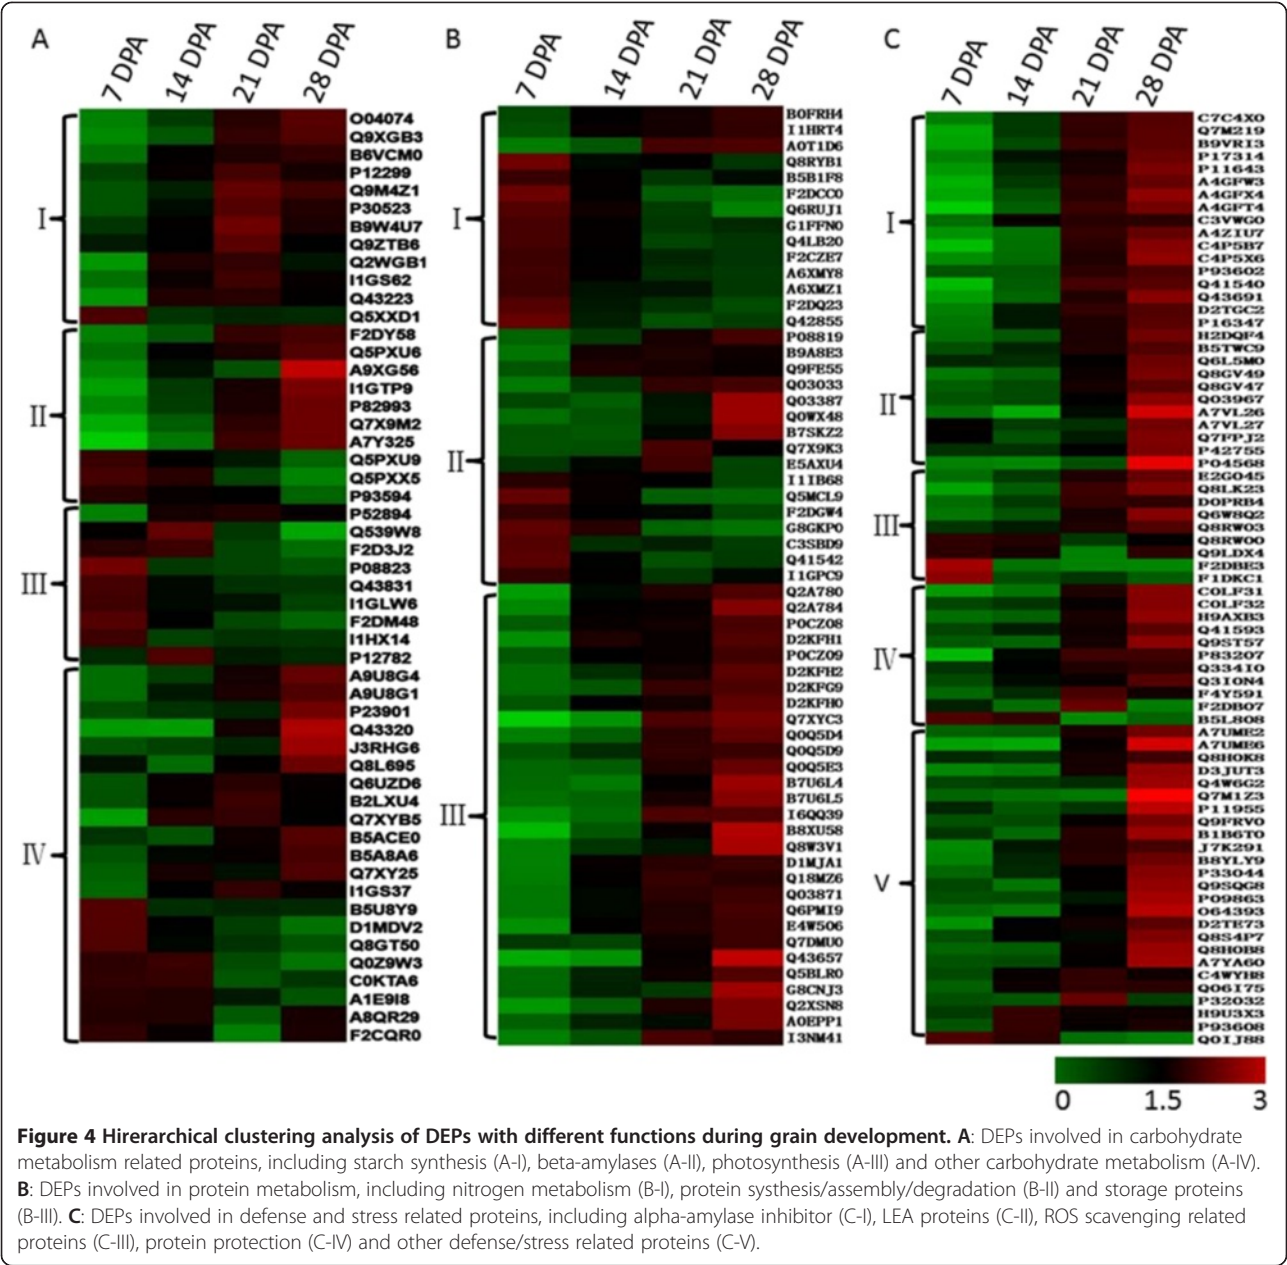 A
7 DPA 14 DPA 21 DPA 28 DPA
I
O04074
Q9XGB3
B6VCM0
P12299
Q9M4Z1
P30523
B9W4U7
Q9ZTB6
Q2WGB1
I1GS62
Q43223
Q5XXD1
II
F2DY58
Q5PXU6
A9XG56
I1GTP9
P82993
Q7X9M2
A7Y325
Q5PXU9
Q5PXX5
P93594
III
P52894
Q539W8
F2D3J2
P08823
Q43831
I1GLW6
F2DM48
I1HX14
P12782
IV
A9U8G4
A9U8G1
P23901
Q43320
J3RHG6
Q8L695
Q6UZD6
B2LXU4
Q7XYB5
B5ACE0
B5A8A6
Q7XY25
I1GS37
B5U8Y9
D1MDV2
Q8GT50
Q0Z9W3
C0KTA6
A1E9I8
A8QR29
F2CQR0
B
7 DPA 14 DPA 21 DPA 28 DPA
I
B0FRH4
I1HRT4
A0T1D6
Q8RYB1
B5B1F8
F2DCC0
Q6RUJ1
G1FFN0
Q4LB20
F2CZE7
A6XMY8
A6XMZ1
F2DQ23
Q42855
II
P08819
B9A8E3
Q9FE55
Q03033
Q03387
Q0WX48
B7SKZ2
Q7X9K3
E5AXU4
I1IB68
Q5MCL9
F2DGW4
G8GKP0
C3SBD9
Q41542
I1GPC9
III
Q2A780
Q2A784
P0CZ08
D2KFH1
P0CZ09
D2KFH2
D2KFG9
D2KFH0
Q7XYC3
Q0Q5D4
Q0Q5D9
Q0Q5E3
B7U6L4
B7U6L5
I6QQ39
B8XU58
Q8W3V1
D1MJA1
Q18MZ6
Q03871
Q6PMI9
E4W506
Q7DMU0
Q43657
Q5BLR0
G8CNJ3
Q2XSN8
A0EPP1
I3NM41
C
7 DPA 14 DPA 21 DPA 28 DPA
I
C7C4X0
Q7M219
B9VRI3
P17314
P11643
A4GFW3
A4GFX4
A4GFT4
C3VWG0
A4ZIU7
C4P5B7
C4P5X6
P93602
Q41540
Q43691
D2TGC2
P16347
II
H2DQF4
B5TWC9
Q6L5M0
Q8GV49
Q8GV47
Q03967
A7VL26
A7VL27
Q7FPJ2
P42755
P04568
III
E2G045
Q8LK23
D0PRB4
Q6W8Q2
Q8RW03
Q8RW00
Q9LDX4
F2DBE3
F1DKC1
IV
C0LF31
C0LF32
H9AXB3
Q41593
Q9ST57
P83207
Q334I0
Q3I0N4
F4Y591
F2DB07
B5L808
V
A7UME2
A7UME6
Q8H0K8
D3JUT3
Q4W6G2
Q7M1Z3
P11955
Q9FRV0
B1B6T0
J7K291
B8YLY9
P33044
Q9SQG8
P09863
O64393
D2TE73
Q8S4P7
Q8H0B8
A7YA60
C4WYH8
Q06I75
P32032
H9U3X3
P93608
Q0IJ88
0 1.5 3
Figure 4 Hirerarchical clustering analysis of DEPs with different functions during grain development. A: DEPs involved in carbohydrate
metabolism related proteins, including starch synthesis (A-I), beta-amylases (A-II), photosynthesis (A-III) and other carbohydrate metabolism (A-IV).
B: DEPs involved in protein metabolism, including nitrogen metabolism (B-I), protein systhesis/assembly/degradation (B-II) and storage proteins
(B-III). C: DEPs involved in defense and stress related proteins, including alpha-amylase inhibitor (C-I), LEA proteins (C-II), ROS scavenging related
proteins (C-III), protein protection (C-IV) and other defense/stress related proteins (C-V).